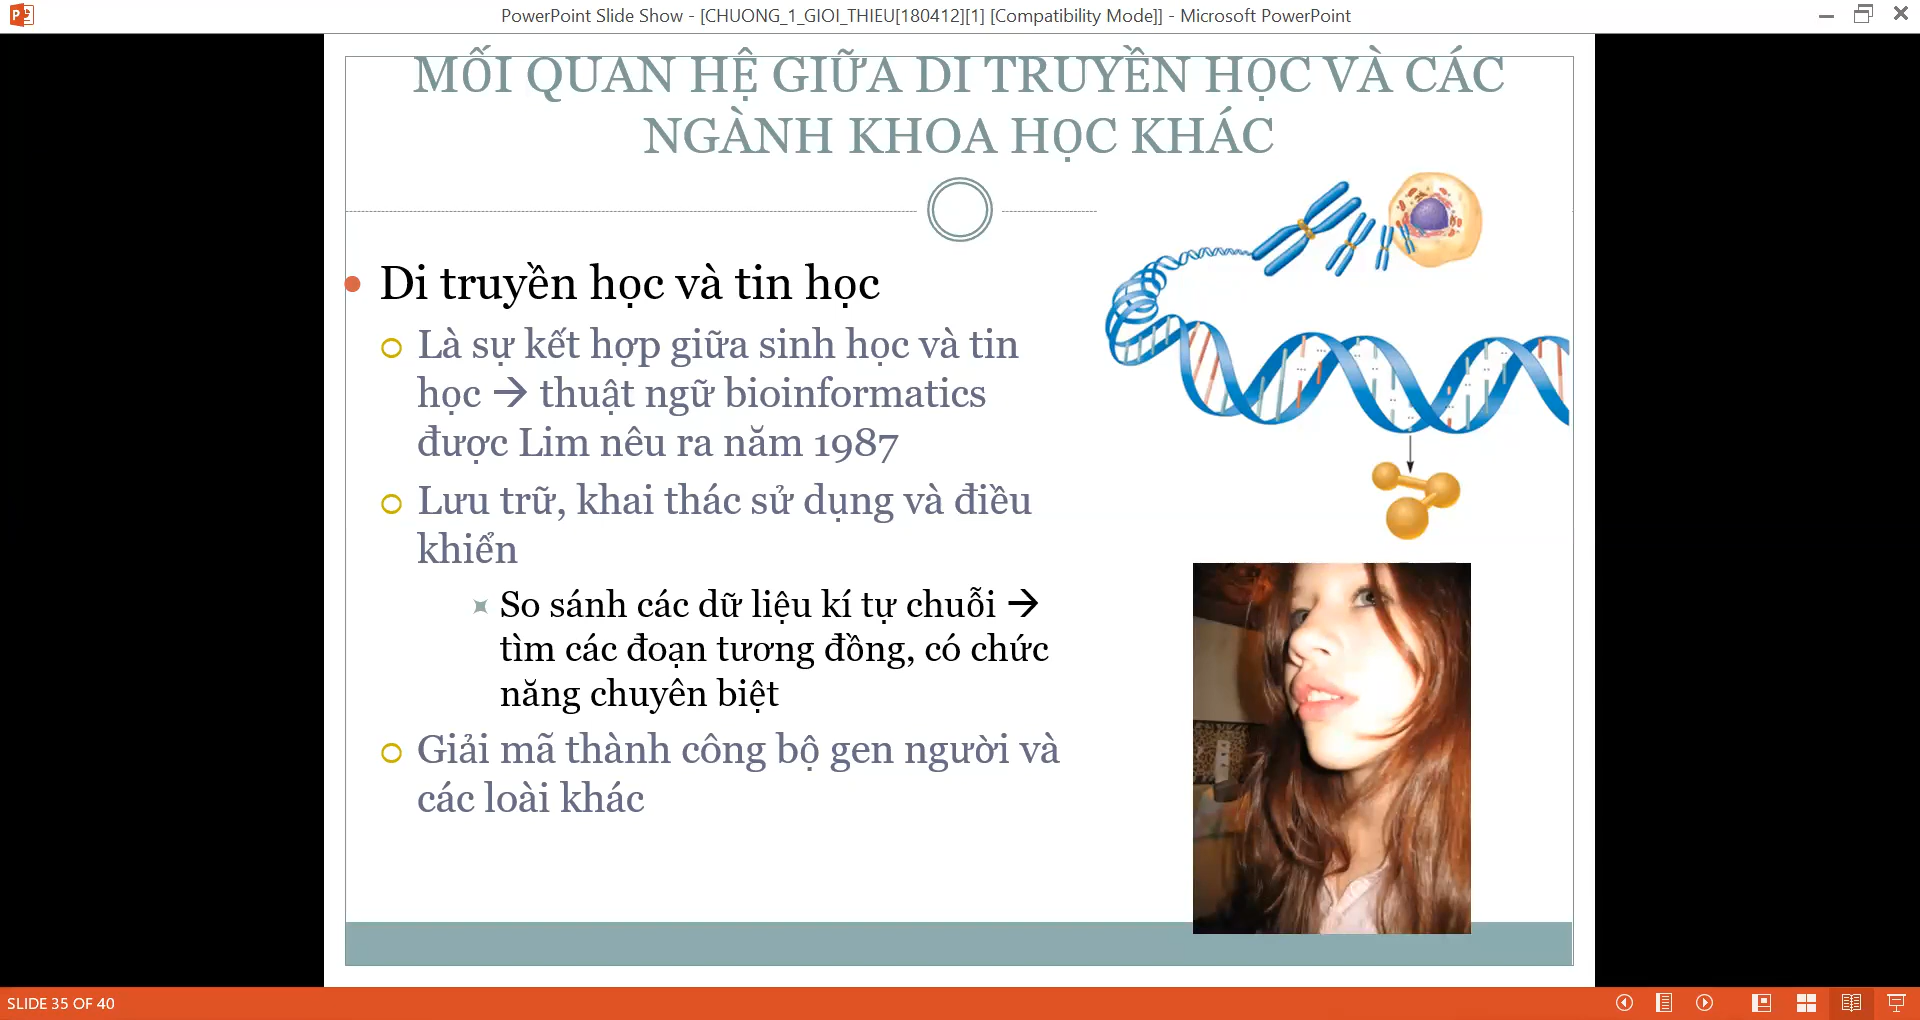 PowerPoint Slide Show - [CHUONG_1_GIOI_THIEU[180412][1] [Compatibility Mode]] - Microsoft PowerPoint
MỐI QUAN HỆ GIỮA DI TRUYỀN HỌC VÀ CÁC
NGÀNH KHOA HỌC KHÁC
Di truyền học và tin học
Là sự kết hợp giữa sinh học và tin
học → thuật ngữ bioinformatics
được Lim nêu ra năm 1987
Lưu trữ, khai thác sử dụng và điều
khiển
So sánh các dữ liệu kí tự chuỗi →
tìm các đoạn tương đồng, có chức
năng chuyên biệt
Giải mã thành công bộ gen người và
các loài khác
SLIDE 35 OF 40